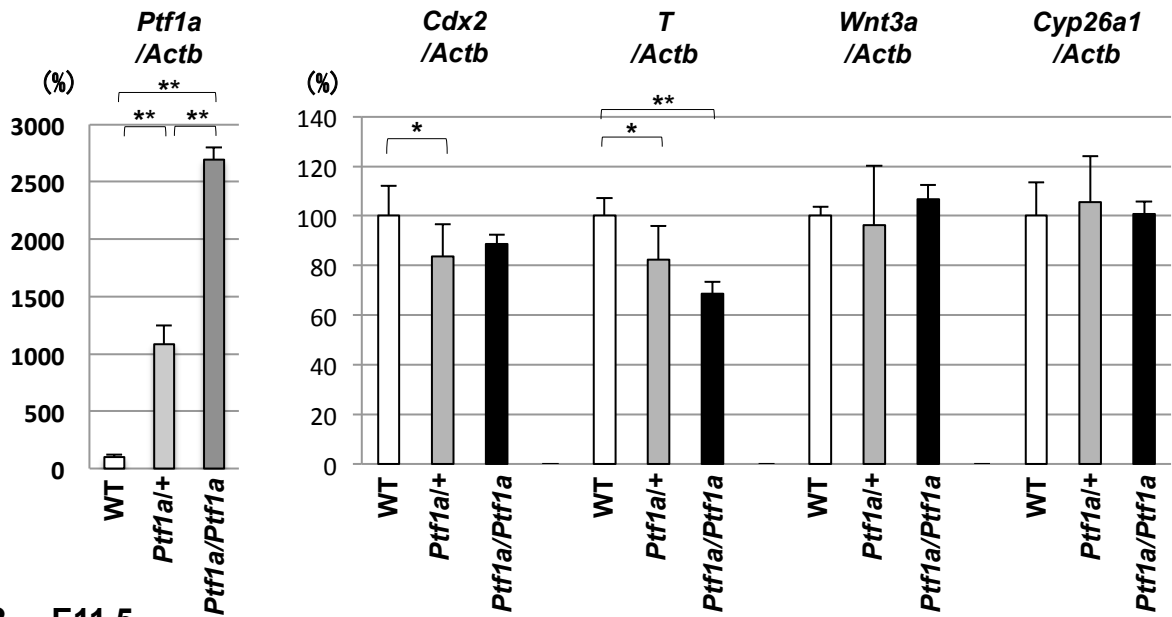 Ptf1a
/Actb
Cdx2
/Actb
T
/Actb
Wnt3a
/Actb
Cyp26a1
/Actb
(%)
**
** **
3000
2500
2000
1500
1000
500
0
WT
Ptf1a/+
Ptf1a/Ptf1a
(%)
*
**
*
140
120
100
80
60
40
20
0
WT
Ptf1a/+
Ptf1a/Ptf1a
WT
Ptf1a/+
Ptf1a/Ptf1a
WT
Ptf1a/+
Ptf1a/Ptf1a
WT
Ptf1a/+
Ptf1a/Ptf1a
E11.5